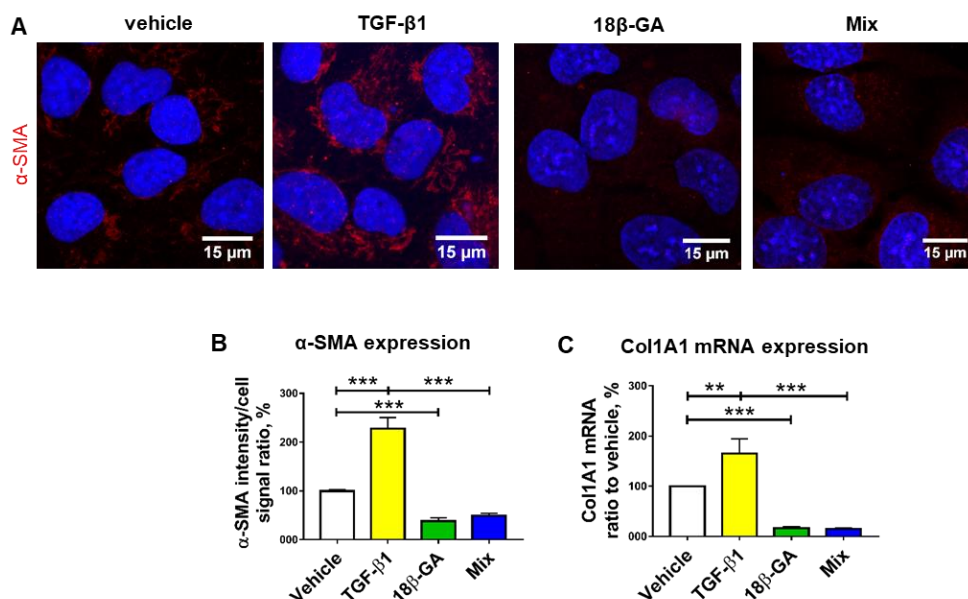 A
vehicle
TGF-β1
18β-GA
Mix
α-SMA
15 µm
15 µm
15 µm
15 µm
B
α-SMA expression
α-SMA intensity/cell
signal ratio, %
300
200
100
000
***
***
***
Vehicle
TGF-β1
18β-GA
Mix
C
Col1A1 mRNA expression
Col1A1 mRNA
ratio to vehicle, %
300
200
100
000
**
***
***
Vehicle
TGF-β1
18β-GA
Mix